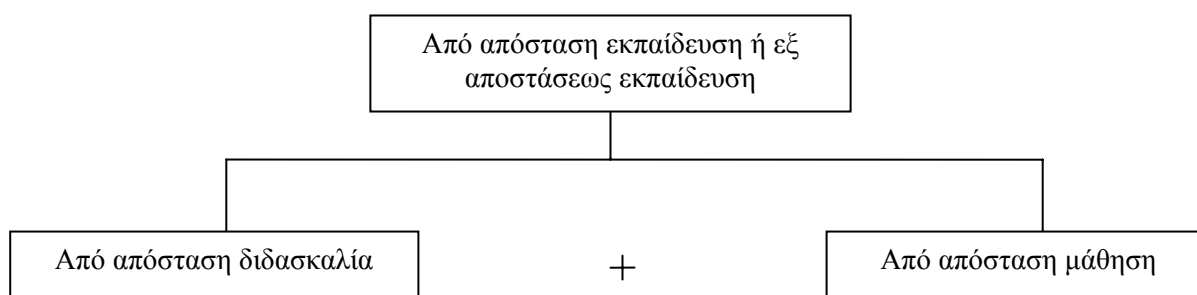 Από απόσταση εκπαίδευση ή εξ
αποστάσεως εκπαίδευση
Από απόσταση διδασκαλία
+
Από απόσταση μάθηση